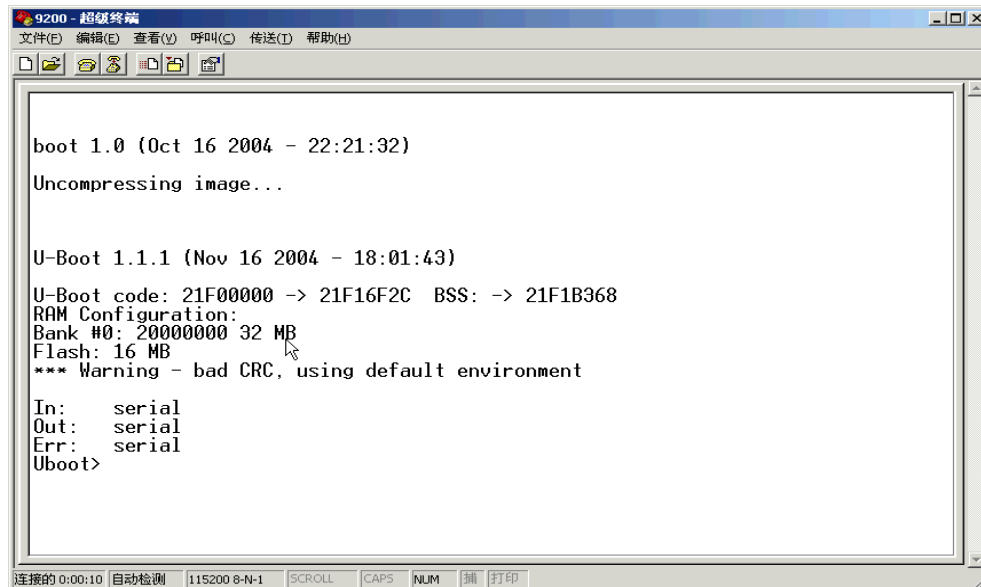 9200 - 超级终端
文件(F) 编辑(E) 查看(V) 呼叫(C) 传送(T) 帮助(H)
boot 1.0 (Oct 16 2004 - 22:21:32)
Uncompressing image...
U-Boot 1.1.1 (Nov 16 2004 - 18:01:43)
U-Boot code: 21F00000 -> 21F16F2C  BSS: -> 21F1B368
RAM Configuration:
Bank #0: 20000000 32 MB
Flash: 16 MB
*** Warning - bad CRC, using default environment
In:    serial
Out:   serial
Err:   serial
Uboot>
连接的 0:00:10 自动检测 115200 8-N-1 SCROLL CAPS NUM 捕 打印